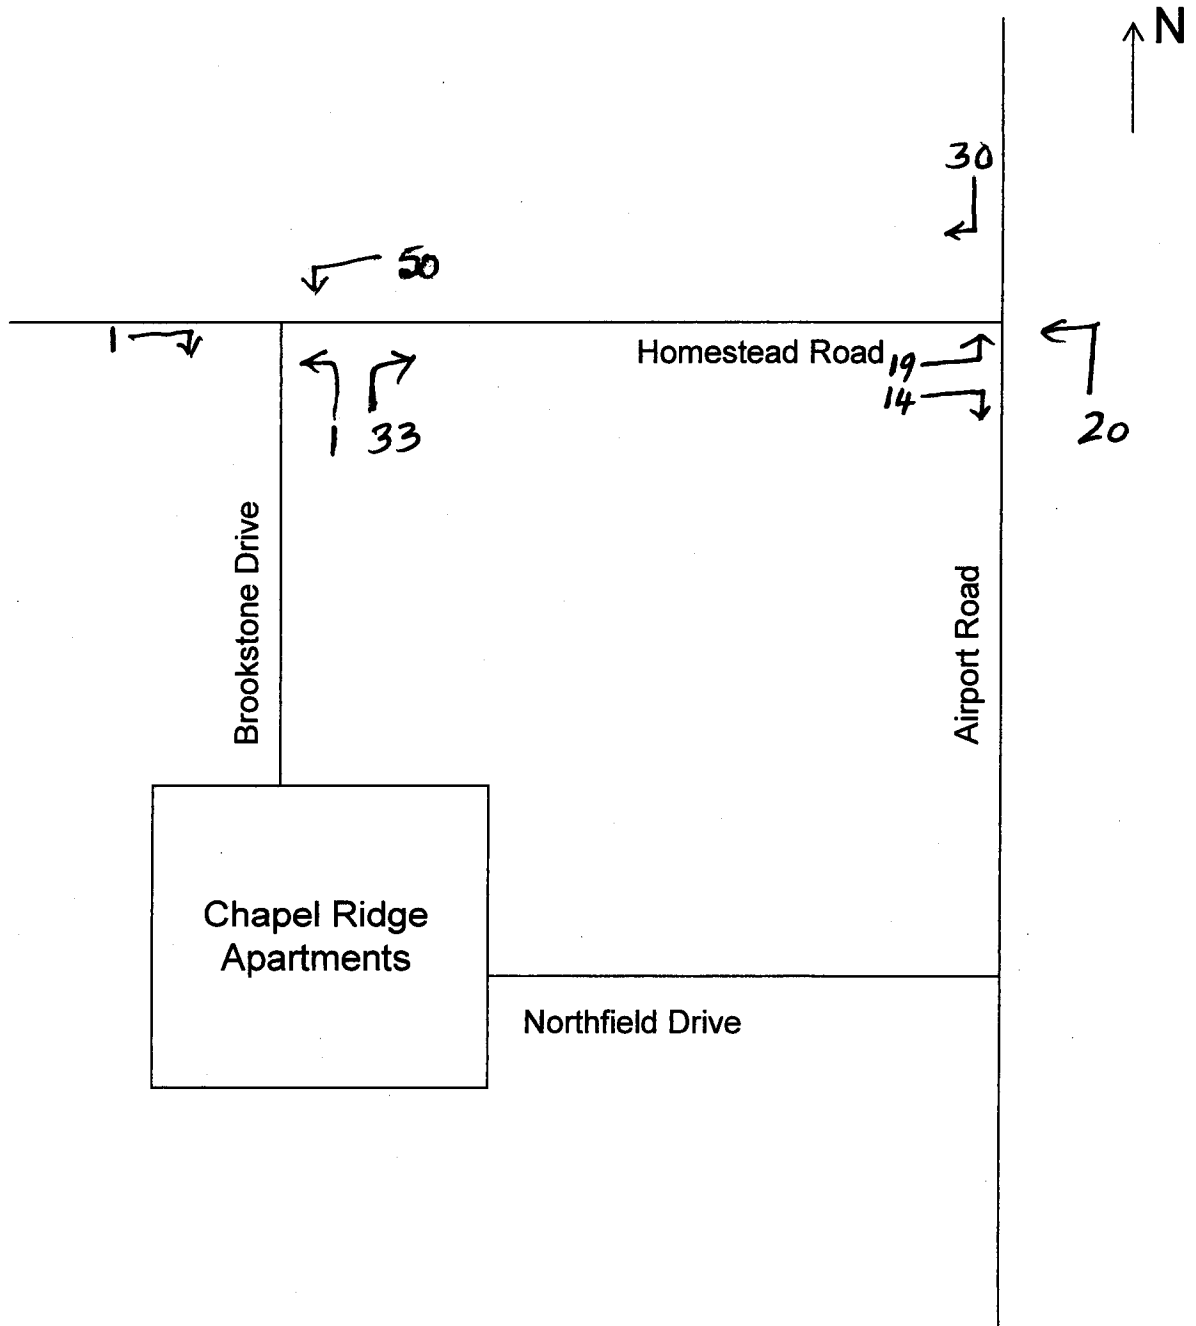 N
30
50
1
Homestead Road
19
14
20
1 33
Brookstone Drive
Airport Road
Chapel Ridge
Apartments
Northfield Drive